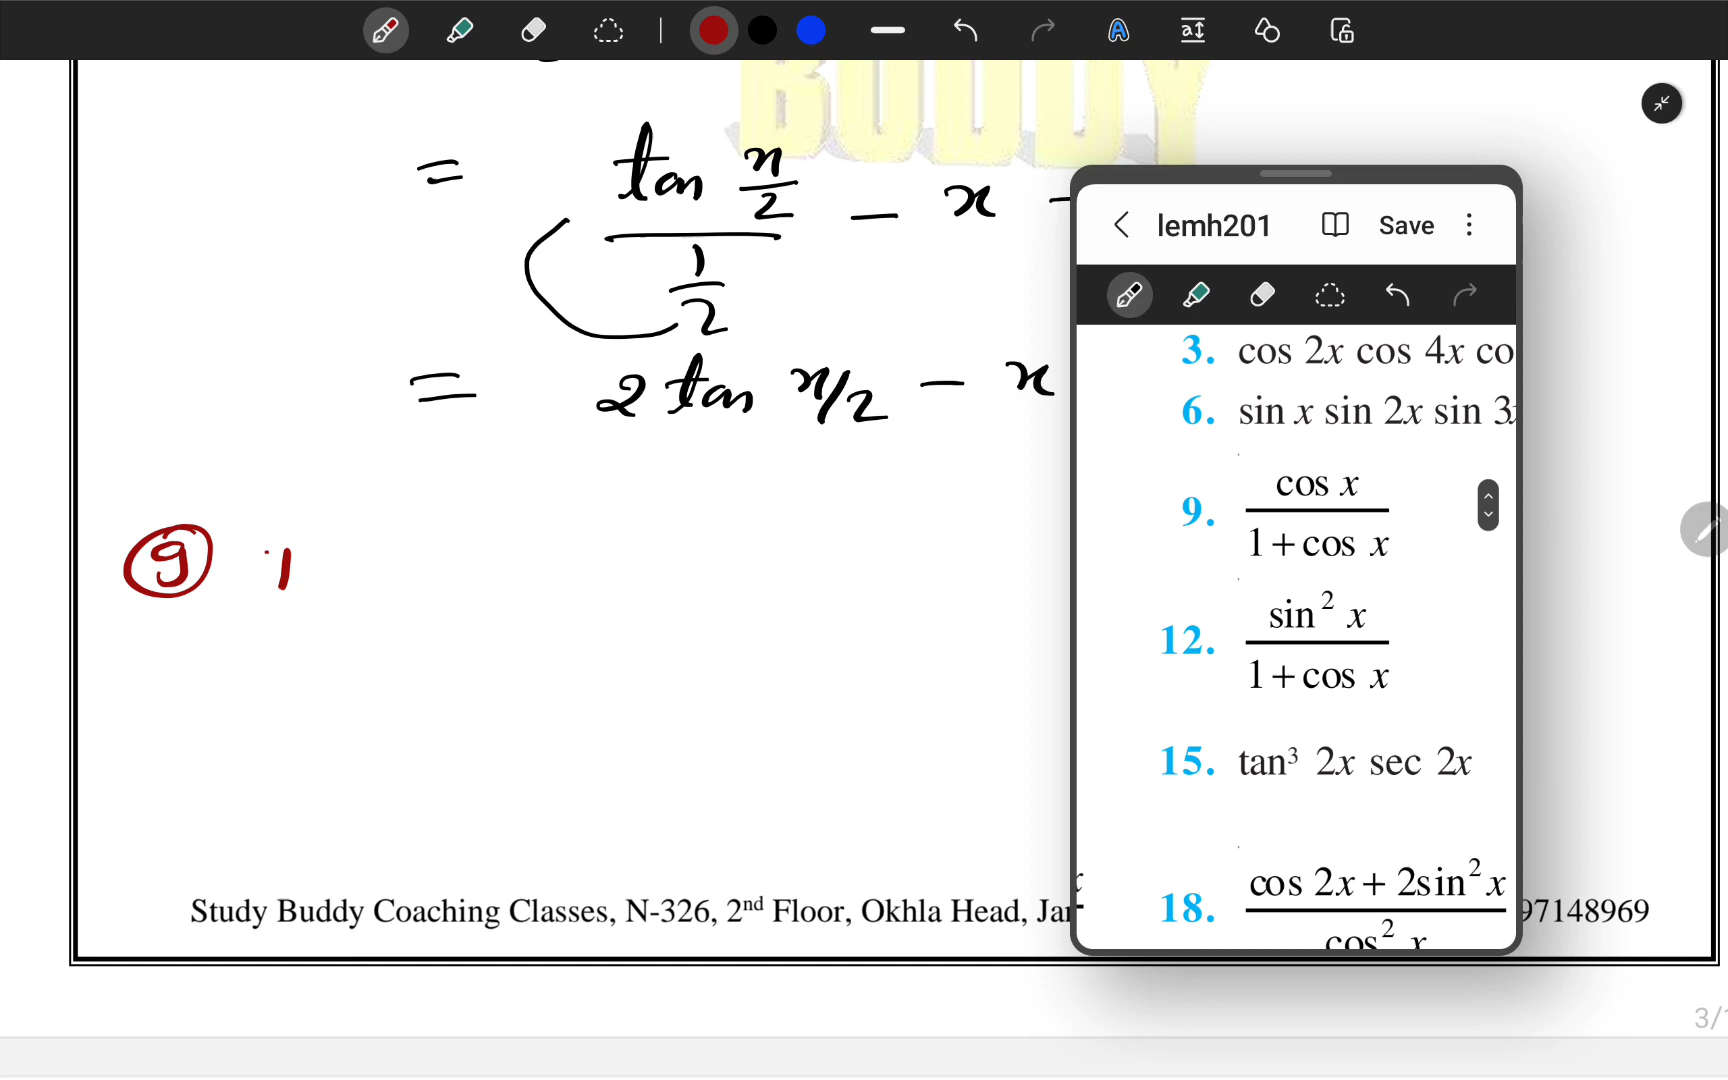 BUDDY
= tan x/2 / 1/2 - x -
= 2 tan x/2 - x
9 1
lemh201 Save
3. cos 2x cos 4x co
6. sin x sin 2x sin 3
9. cos x / 1 + cos x
12. sin² x / 1 + cos x
15. tan³ 2x sec 2x
18. cos 2x + 2sin² x / cos² x
Study Buddy Coaching Classes, N-326, 2nd Floor, Okhla Head, Ja 97148969
3/